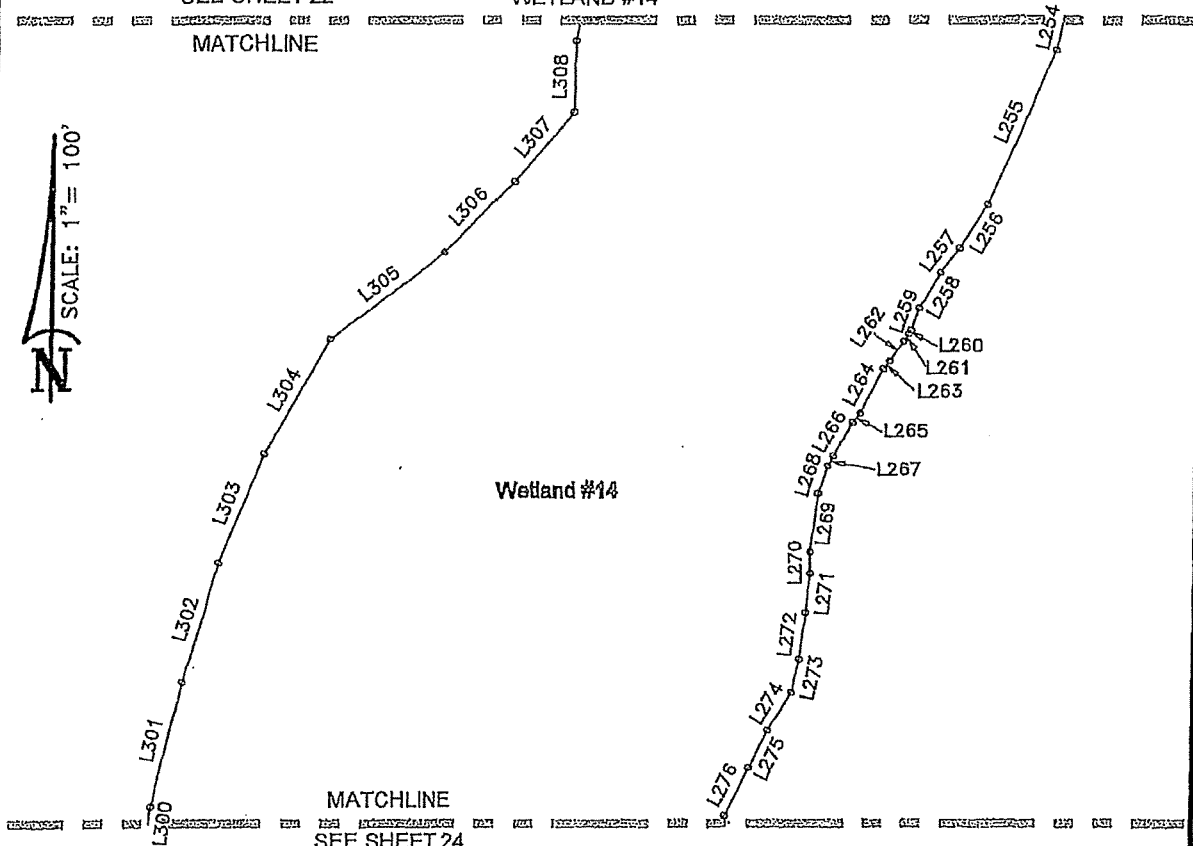 SEE SHEET 22
WETLAND #14
MATCHLINE
L254
L308
L255
L307
SCALE: 1"= 100'
L306
L256
L257
L305
L258
L259
L260
L262
L261
L263
L304
L264
L265
L266
L267
L268
N
Wetland #14
L303
L269
L270
L271
L302
L272
L273
L274
L301
L275
L276
L300
MATCHLINE
SEE SHEET 24